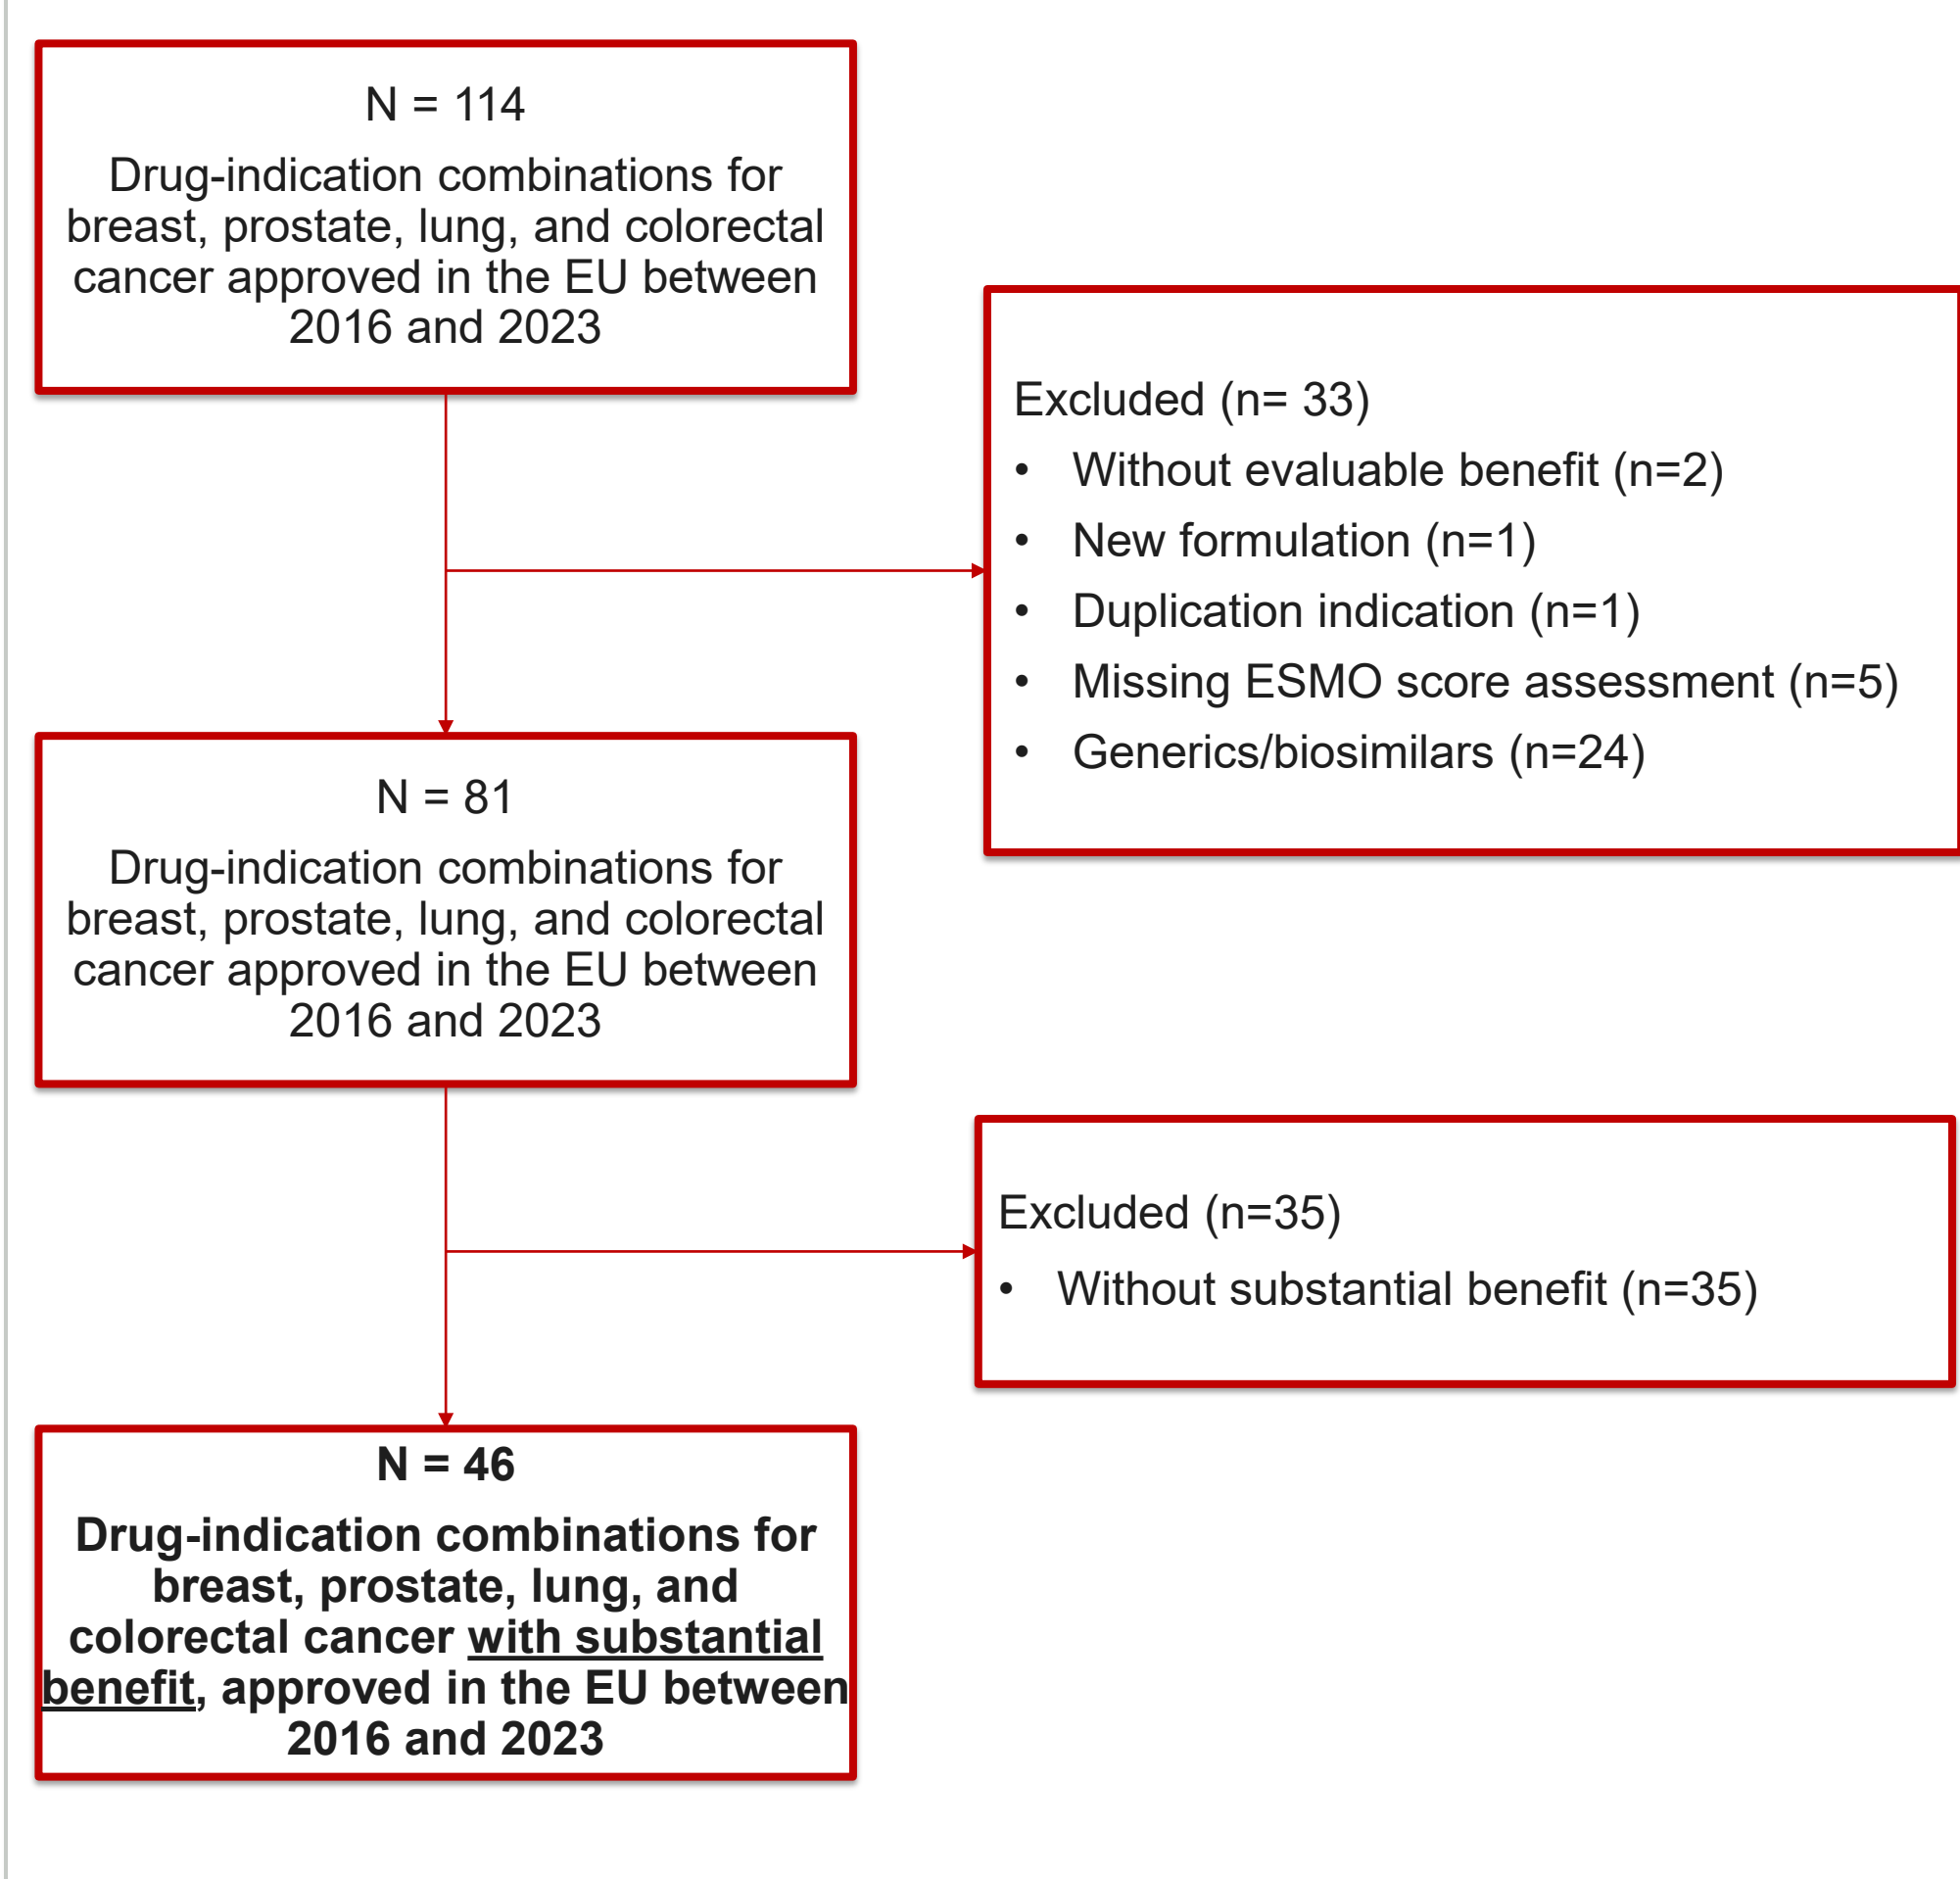 N = 114
Drug-indication combinations for
breast, prostate, lung, and colorectal
cancer approved in the EU between
2016 and 2023
Excluded (n= 33)
• Without evaluable benefit (n=2)
• New formulation (n=1)
• Duplication indication (n=1)
• Missing ESMO score assessment (n=5)
• Generics/biosimilars (n=24)
N = 81
Drug-indication combinations for
breast, prostate, lung, and colorectal
cancer approved in the EU between
2016 and 2023
Excluded (n=35)
• Without substantial benefit (n=35)
N = 46
Drug-indication combinations for
breast, prostate, lung, and
colorectal cancer with substantial
benefit, approved in the EU between
2016 and 2023